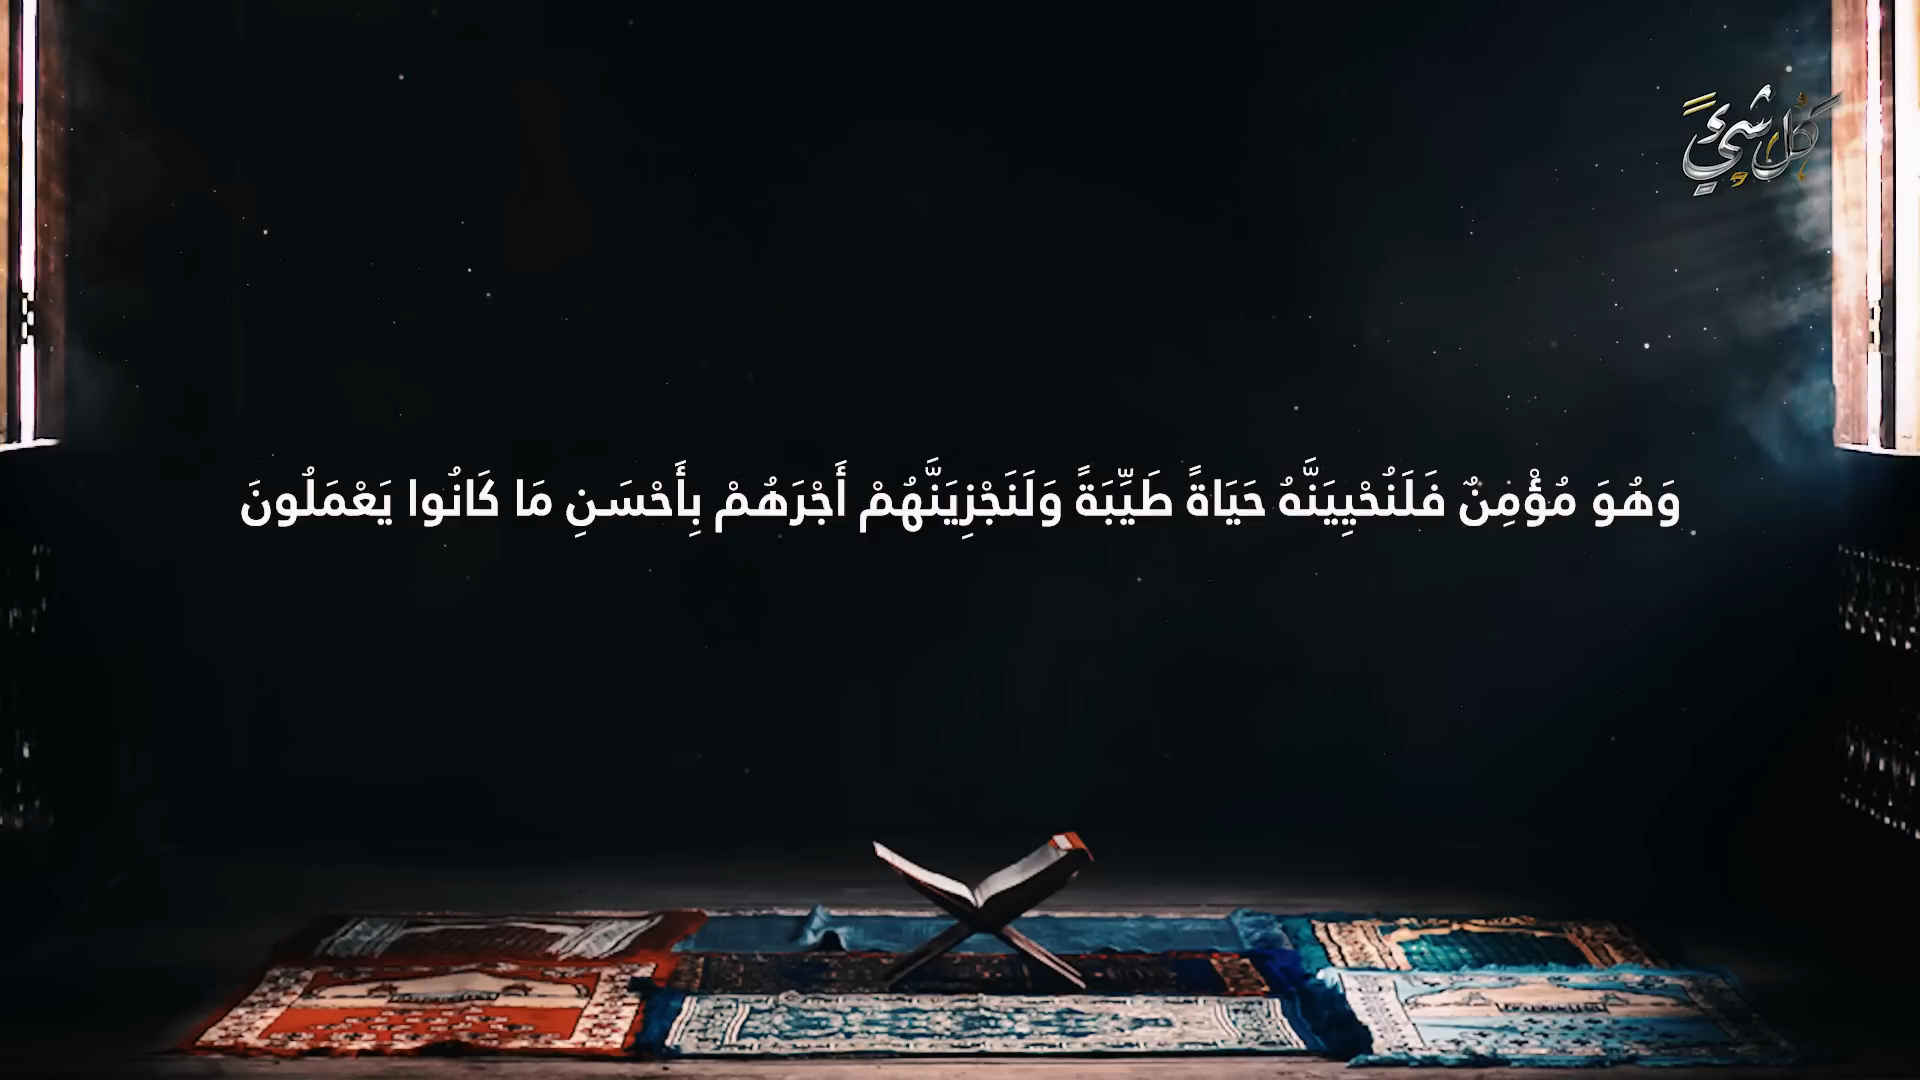 كل شيء
وَهُوَ مُؤْمِنٌ فَلَنُحْيِيَنَّهُ حَيَاةً طَيِّبَةً وَلَنَجْزِيَنَّهُمْ أَجْرَهُمْ بِأَحْسَنِ مَا كَانُوا يَعْمَلُونَ